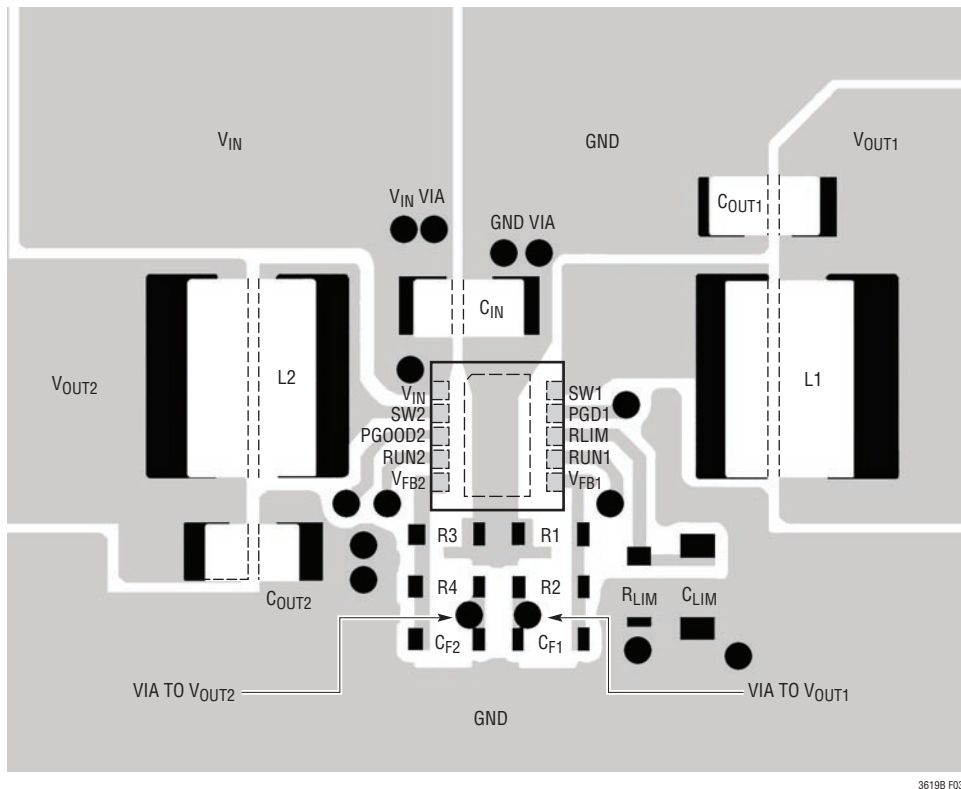 VIN
GND
VOUT1
COUT1
VIN VIA
GND VIA
CIN
VOUT2
L2
L1
VIN
SW2
PGOOD2
RUN2
VFB2
SW1
PGD1
RLIM
RUN1
VFB1
R3
R1
R4
R2
COUT2
RLIM
CLIM
CF2
CF1
VIA TO VOUT2
VIA TO VOUT1
GND
3619B F03